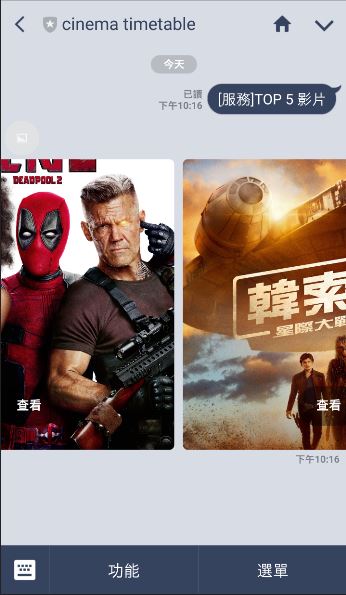 cinema timetable
今天
已讀
下午10:16
[服務]TOP 5 影片
DEADPOOL 2
韓索
星際大戰
查看
查看
下午10:16
功能
選單